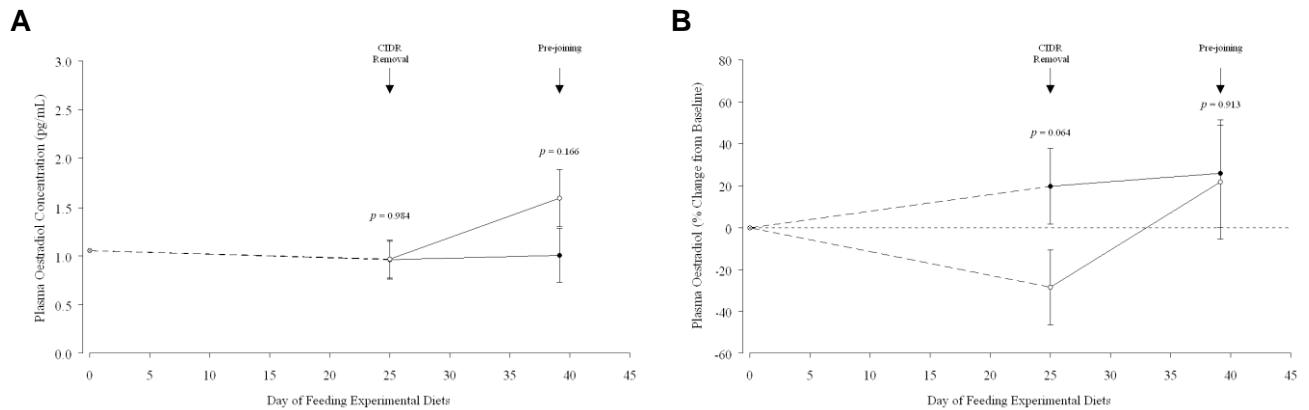 A
CIDR
Removal
Pre-joining
3.0
2.5
2.0
1.5
1.0
0.5
0.0
Plasma Oestradiol Concentration (pg/mL)
p = 0.984
p = 0.166
0 5 10 15 20 25 30 35 40 45
Day of Feeding Experimental Diets
B
CIDR
Removal
Pre-joining
80
60
40
20
0
-20
-40
-60
Plasma Oestradiol (% Change from Baseline)
p = 0.064
p = 0.913
0 5 10 15 20 25 30 35 40 45
Day of Feeding Experimental Diets